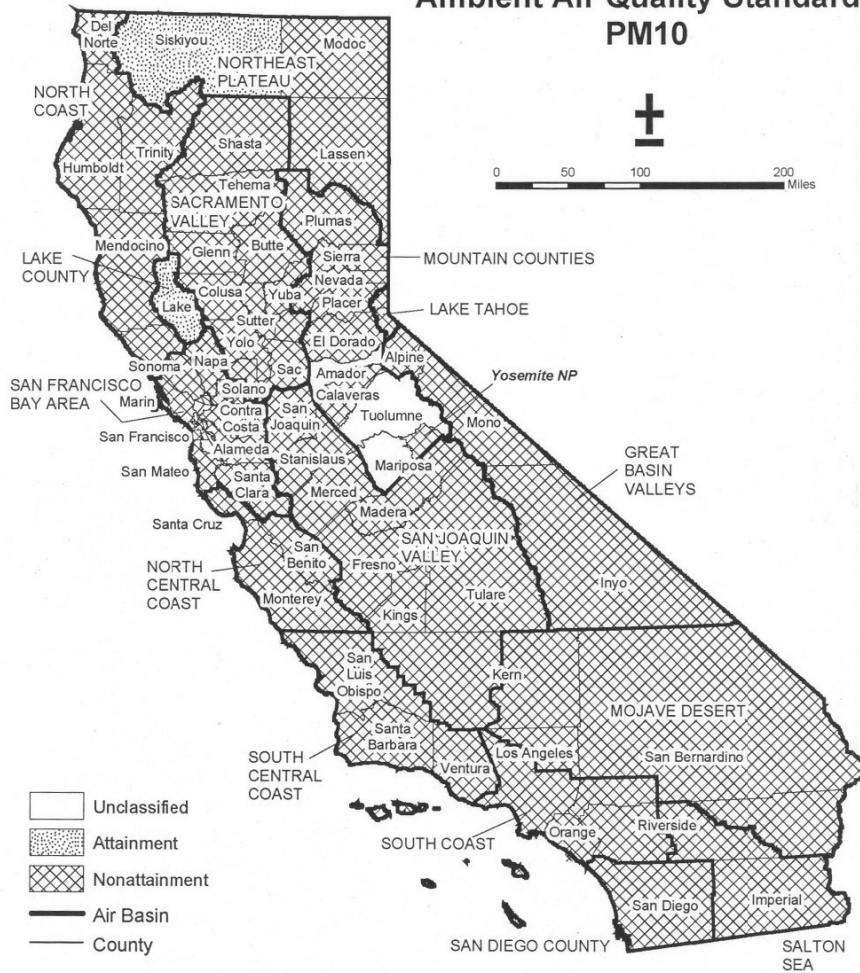 Ambient Air Quality Standard
PM10
0 50 100 200
Miles
Del
Norte
Siskiyou
Modoc
NORTHEAST
PLATEAU
NORTH
COAST
Trinity
Shasta
Lassen
Humboldt
Tehema
SACRAMENTO
VALLEY
Plumas
Mendocino
Glenn
Butte
Sierra
MOUNTAIN COUNTIES
LAKE
COUNTY
Nevada
Colusa
Yuba
Placer
Lake
LAKE TAHOE
Sutter
Yolo
El Dorado
Sonoma
Napa
Sac
Alpine
Amador
Yosemite NP
SAN FRANCISCO
BAY AREA
Marin
Solano
Calaveras
Contra
Costa
San
Joaquin
Tuolumne
Mono
San Francisco
Alameda
Stanislaus
GREAT
BASIN
VALLEYS
San Mateo
Santa
Clara
Mariposa
Merced
Madera
Santa Cruz
SAN JOAQUIN
VALLEY
San
Benito
NORTH
CENTRAL
COAST
Fresno
Inyo
Monterey
Tulare
Kings
San
Luis
Obispo
Kern
MOJAVE DESERT
Santa
Barbara
SOUTH
CENTRAL
COAST
Ventura
Los Angeles
San Bernardino
Unclassified
Attainment
Nonattainment
Air Basin
County
SOUTH COAST
Orange
Riverside
San Diego
Imperial
SAN DIEGO COUNTY
SALTON
SEA